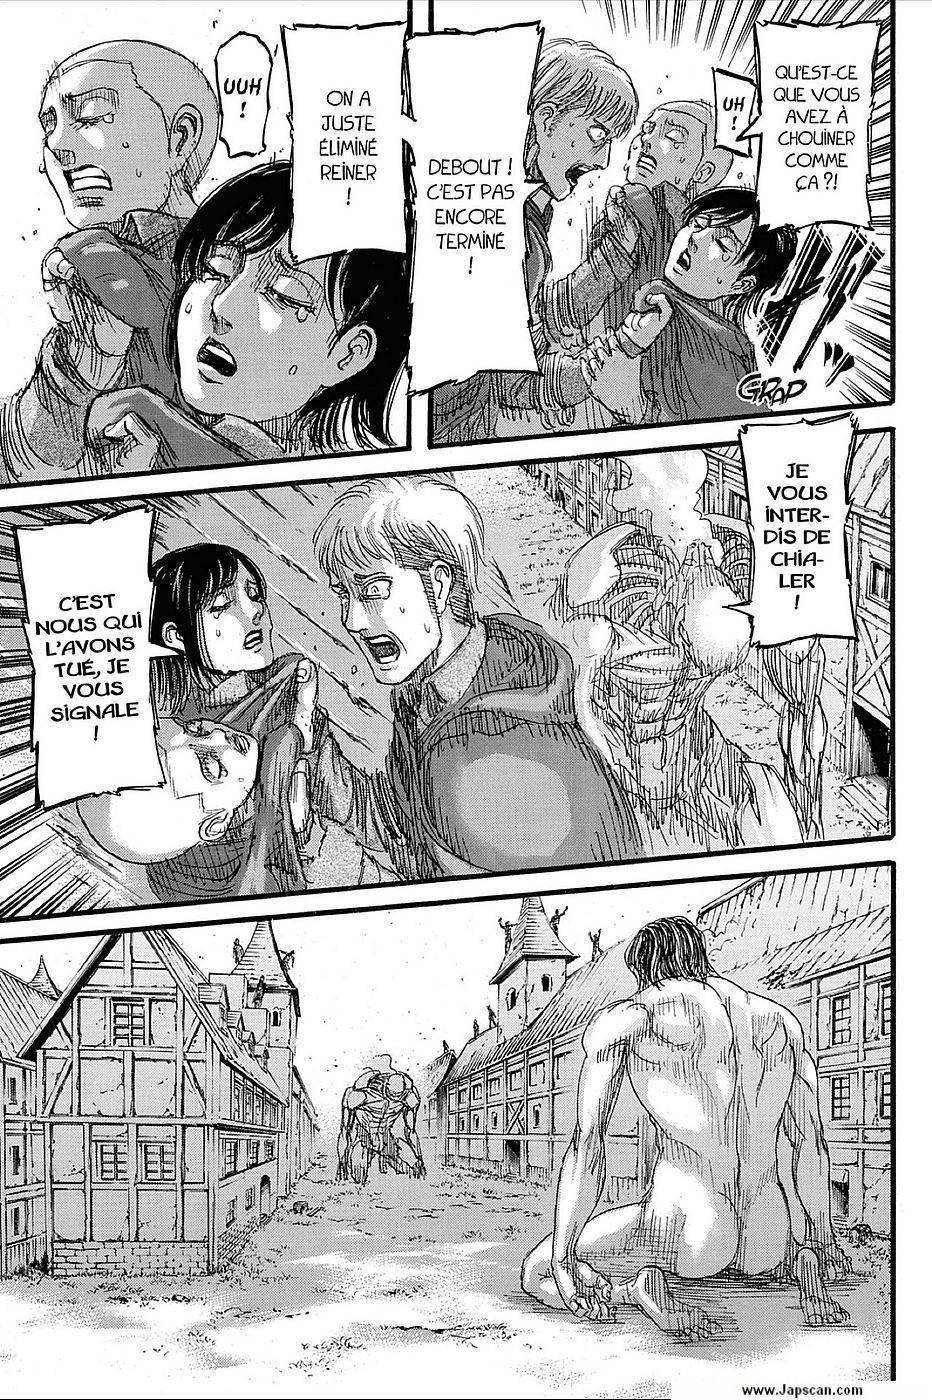 QU'EST-CE
QUE VOUS
AVEZ À
CHOUINER
COMME
ÇA ?!
UH
!
GRAP
DEBOUT !
C'EST PAS
ENCORE
TERMINÉ
!
ON A
JUSTE
ÉLIMINÉ
REINER
!
UUH
!
JE
VOUS
INTER-
DIS DE
CHIA-
LER
!
C'EST
NOUS QUI
L'AVONS
TUÉ, JE
VOUS
SIGNALE
!
www.Japscan.com